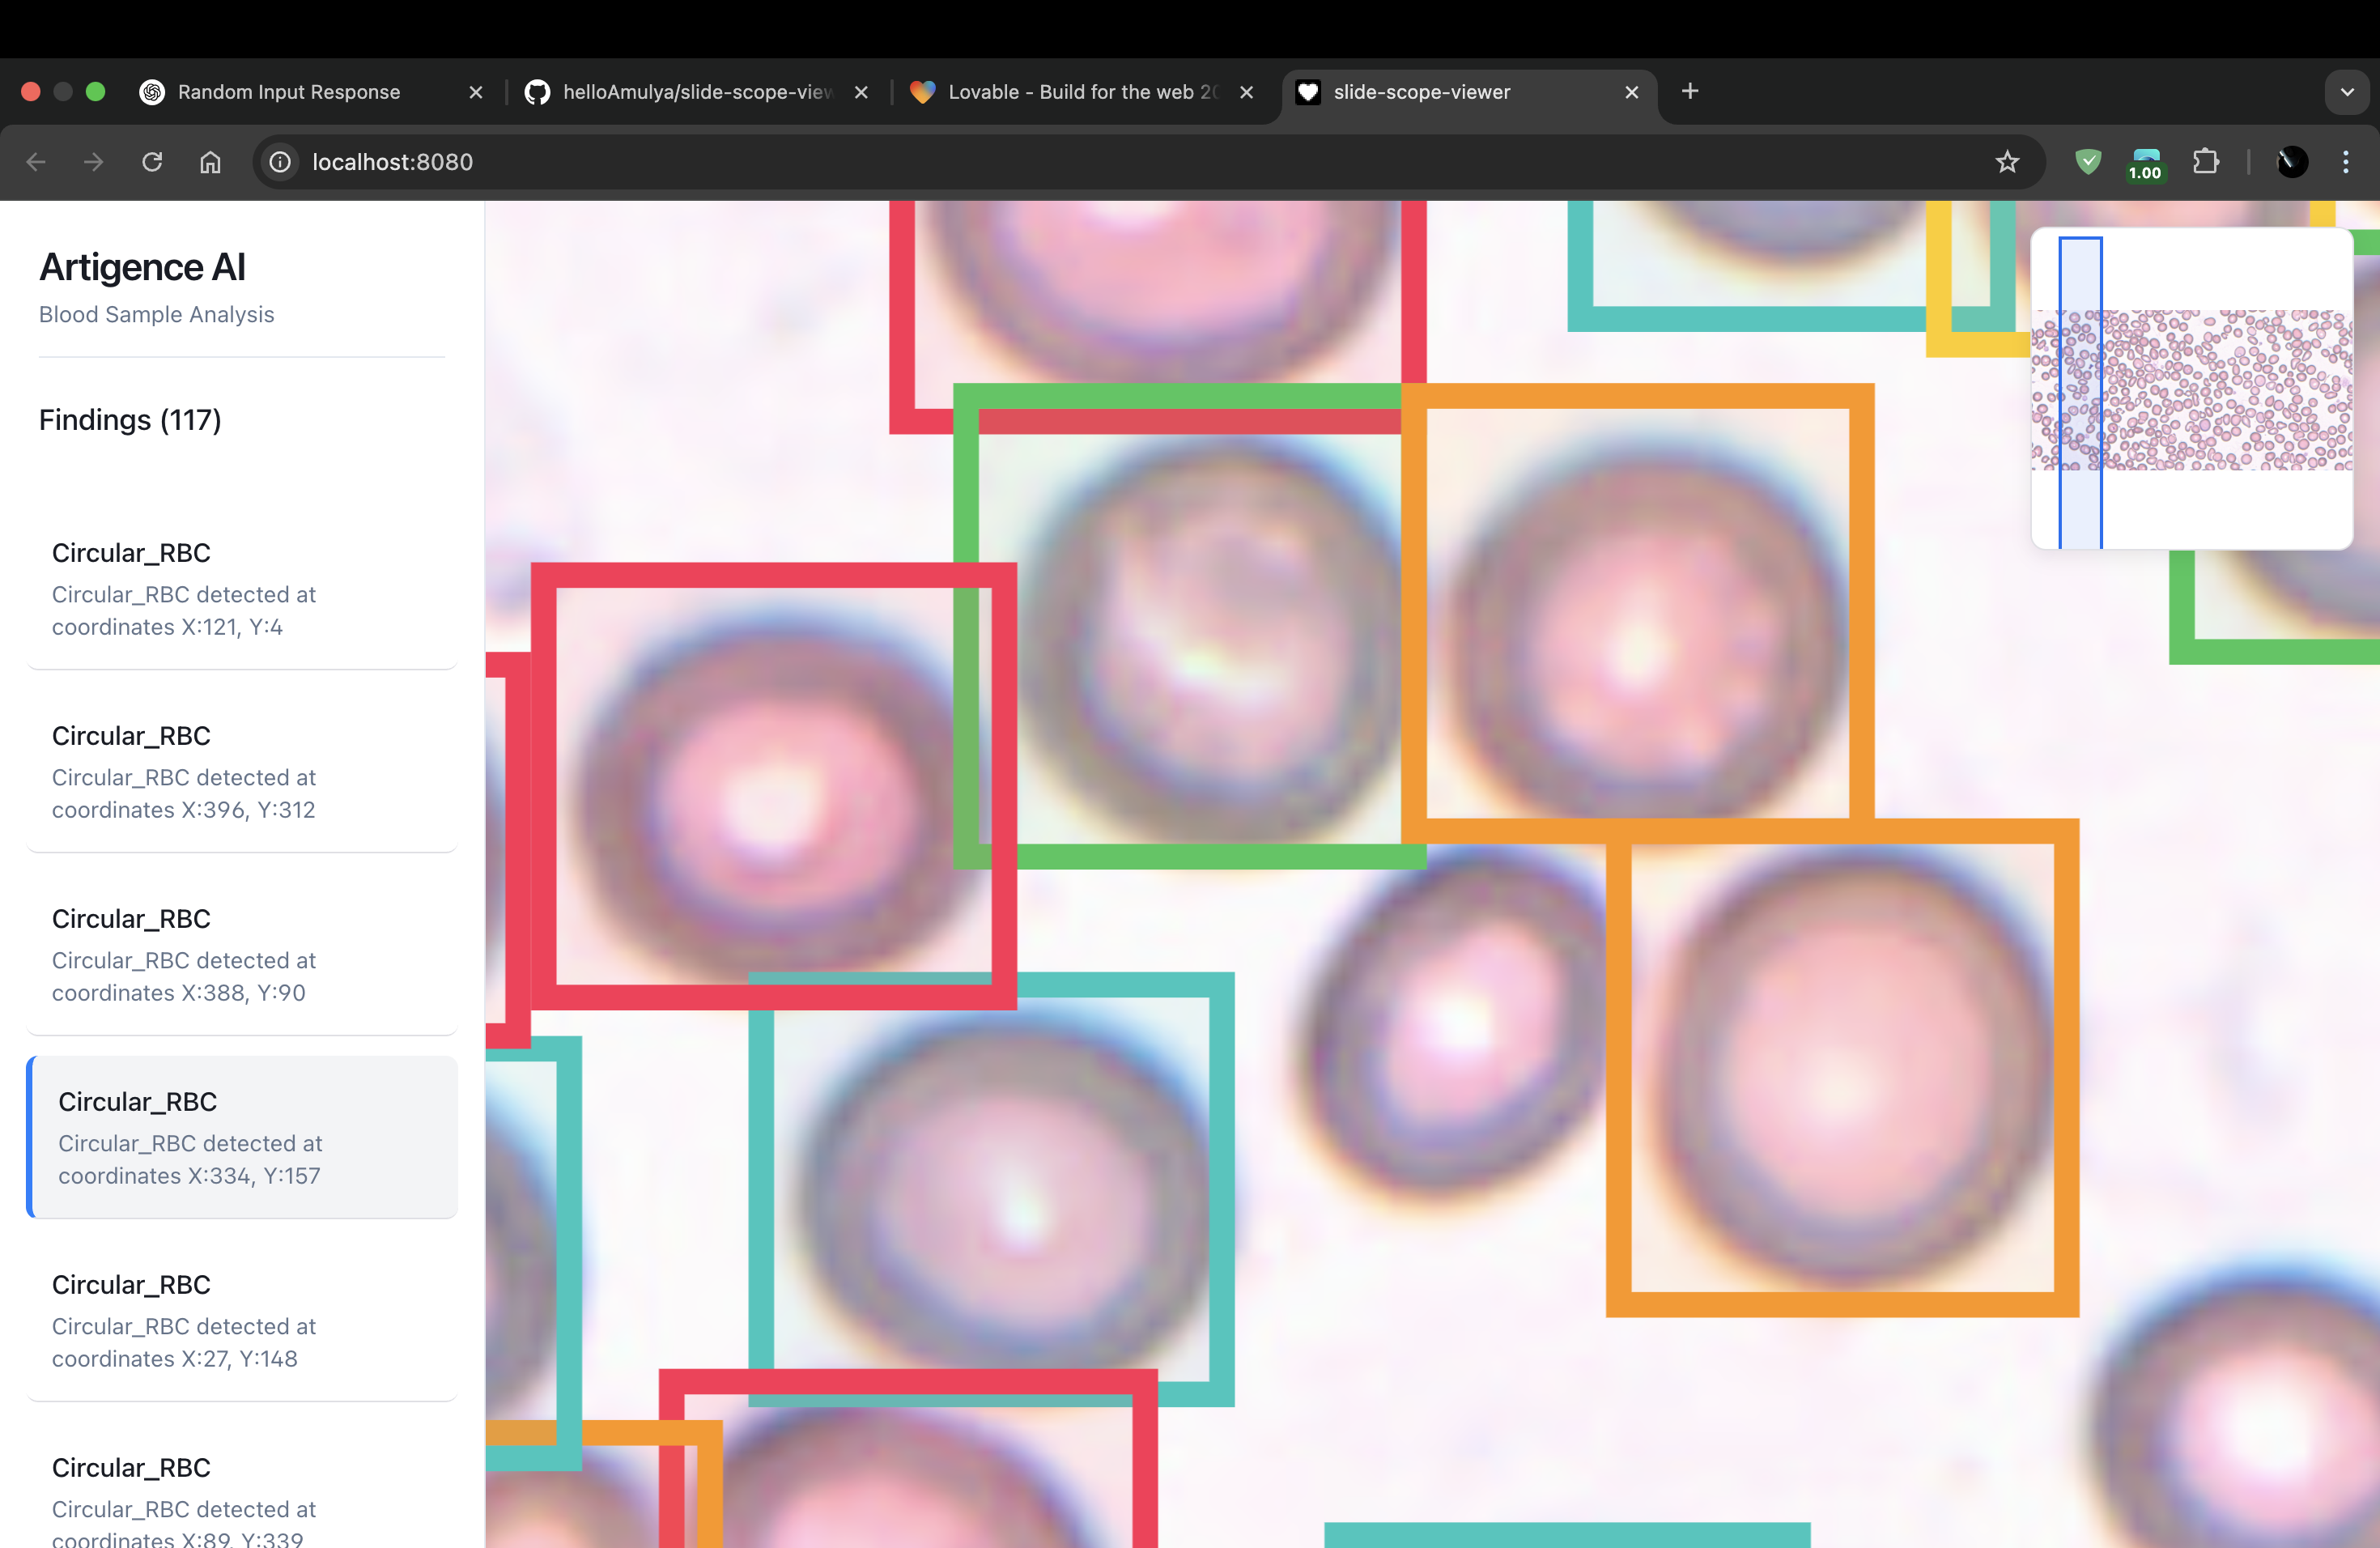 Random Input Response
helloAmulya/slide-scope-view
Lovable - Build for the web 20
slide-scope-viewer
localhost:8080
1.00
Artigence AI
Blood Sample Analysis
Findings (117)
Circular_RBC
Circular_RBC detected at
coordinates X:121, Y:4
Circular_RBC
Circular_RBC detected at
coordinates X:396, Y:312
Circular_RBC
Circular_RBC detected at
coordinates X:388, Y:90
Circular_RBC
Circular_RBC detected at
coordinates X:334, Y:157
Circular_RBC
Circular_RBC detected at
coordinates X:27, Y:148
Circular_RBC
Circular_RBC detected at
coordinates X:89, Y:339